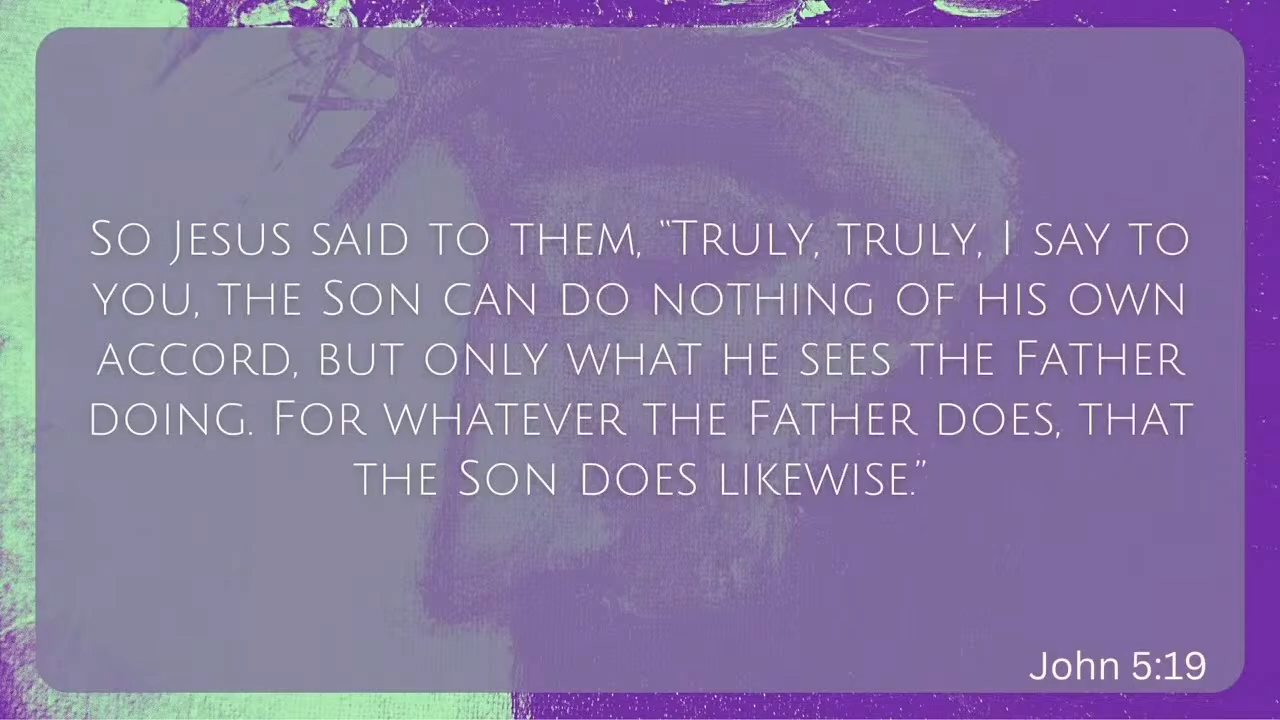 So Jesus said to them, “Truly, truly, I say to
you, the Son can do nothing of his own
accord, but only what he sees the Father
doing. For whatever the Father does, that
the Son does likewise.”
John 5:19